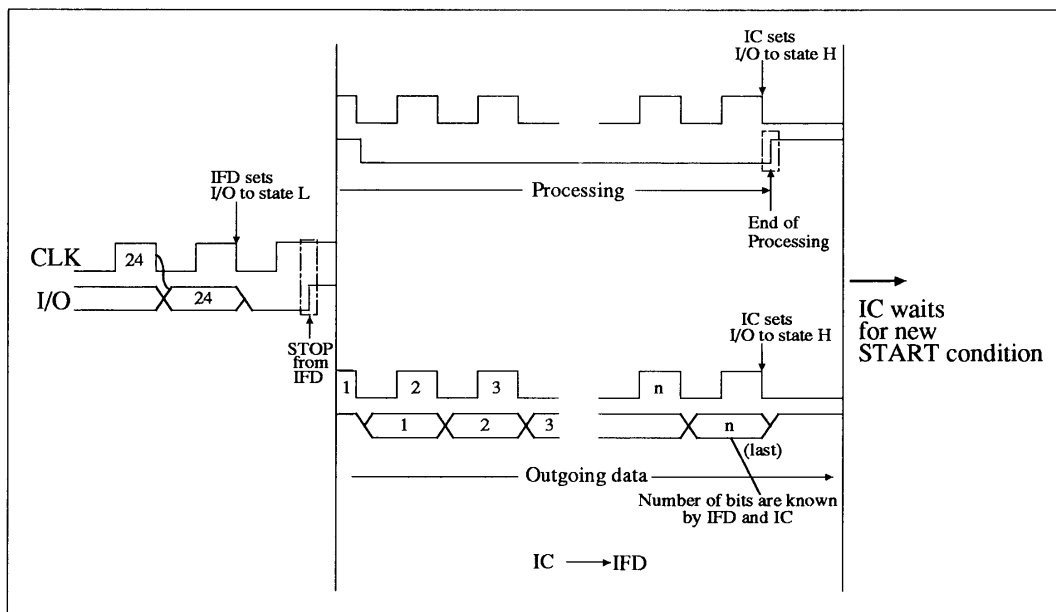 IC sets
I/O to state H
IFD sets
I/O to state L
Processing
End of
Processing
CLK
24
I/O
24
STOP
from
IFD
IC sets
I/O to state H
IC waits
for new
START condition
1 2 3 n
1 2 3 n
(last)
Outgoing data
Number of bits are known
by IFD and IC
IC IFD